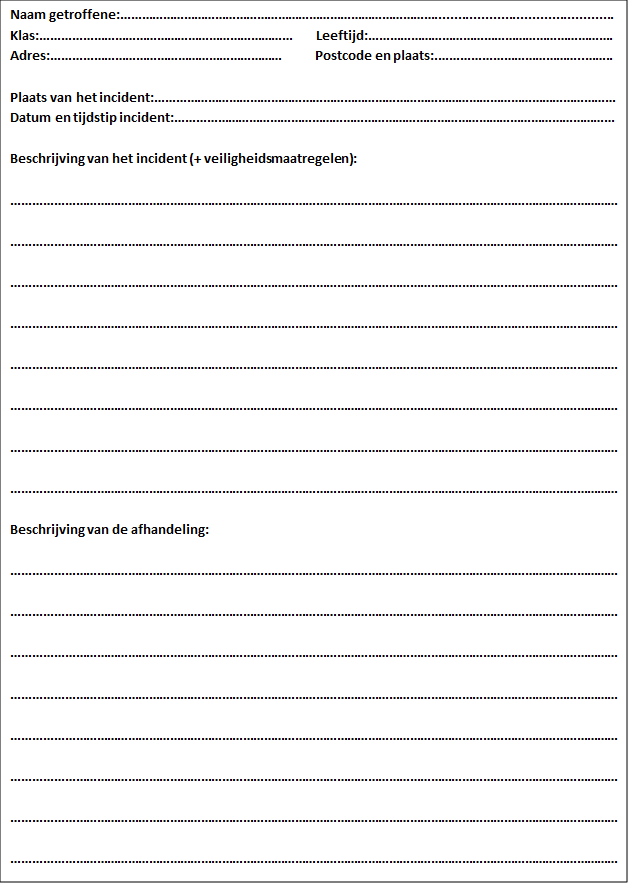 Naam getroffene:……………………………………………………………………………………………………………………
Klas:…………………………………………………………… Leeftijd:…………………………………………………………
Adres:……………………………………………………… Postcode en plaats:…………………………………………
Plaats van het incident:……………………………………………………………………………………………………………
Datum en tijdstip incident:…………………………………………………………………………………………………………
Beschrijving van het incident (+ veiligheidsmaatregelen):
……………………………………………………………………………………………………………………………………………………
……………………………………………………………………………………………………………………………………………………
……………………………………………………………………………………………………………………………………………………
……………………………………………………………………………………………………………………………………………………
……………………………………………………………………………………………………………………………………………………
……………………………………………………………………………………………………………………………………………………
……………………………………………………………………………………………………………………………………………………
……………………………………………………………………………………………………………………………………………………
Beschrijving van de afhandeling:
……………………………………………………………………………………………………………………………………………………
……………………………………………………………………………………………………………………………………………………
……………………………………………………………………………………………………………………………………………………
……………………………………………………………………………………………………………………………………………………
……………………………………………………………………………………………………………………………………………………
……………………………………………………………………………………………………………………………………………………
……………………………………………………………………………………………………………………………………………………
……………………………………………………………………………………………………………………………………………………